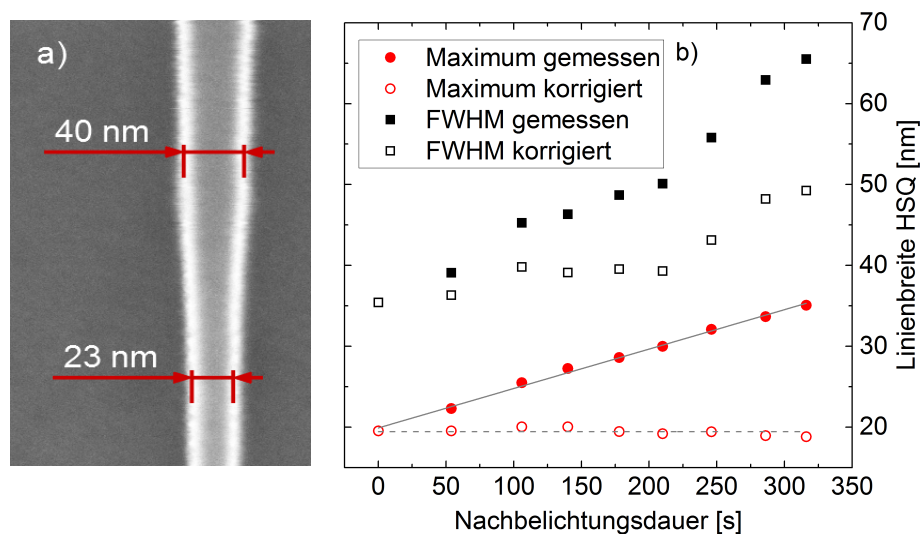 a)
40 nm
23 nm
b)
Maximum gemessen
Maximum korrigiert
FWHM gemessen
FWHM korrigiert
70
60
50
40
30
20
Linienbreite HSQ [nm]
0 50 100 150 200 250 300 350
Nachbelichtungsdauer [s]